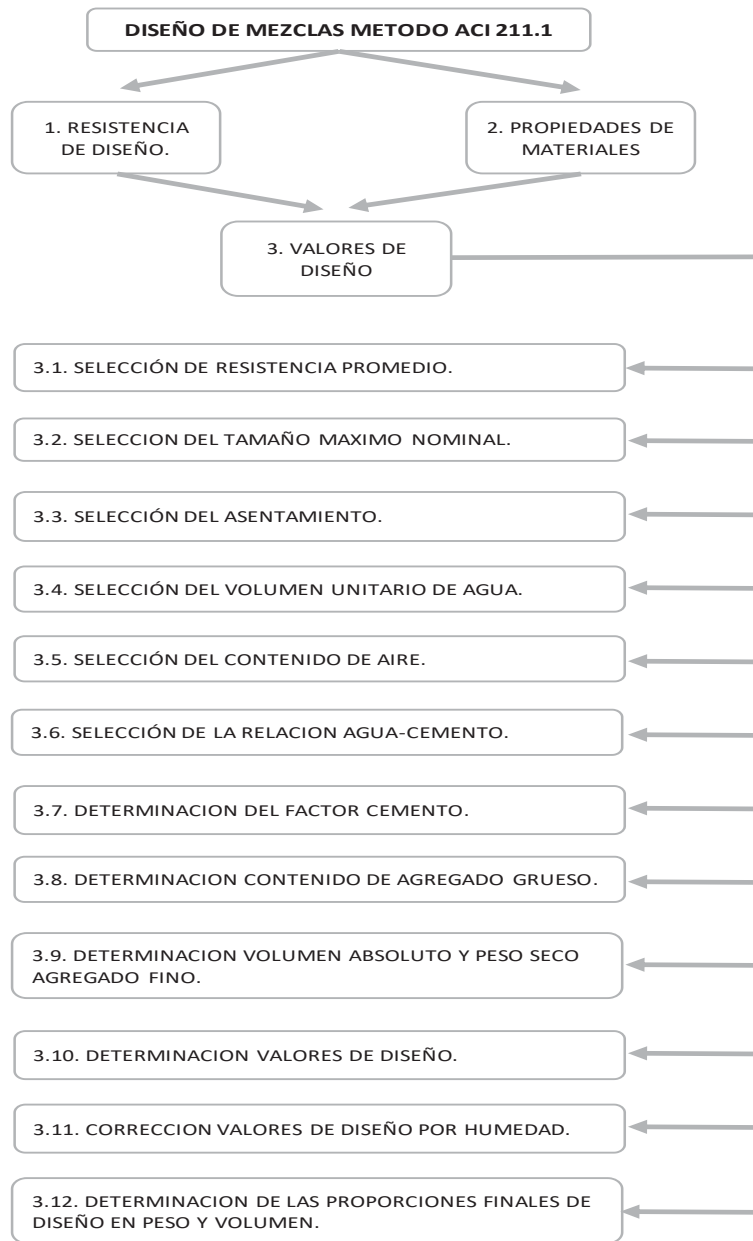 DISEÑO DE MEZCLAS METODO ACI 211.1
1. RESISTENCIA
DE DISEÑO.
2. PROPIEDADES DE
MATERIALES
3. VALORES DE
DISEÑO
3.1. SELECCIÓN DE RESISTENCIA PROMEDIO.
3.2. SELECCION DEL TAMAÑO MAXIMO NOMINAL.
3.3. SELECCIÓN DEL ASENTAMIENTO.
3.4. SELECCIÓN DEL VOLUMEN UNITARIO DE AGUA.
3.5. SELECCIÓN DEL CONTENIDO DE AIRE.
3.6. SELECCIÓN DE LA RELACION AGUA-CEMENTO.
3.7. DETERMINACION DEL FACTOR CEMENTO.
3.8. DETERMINACION CONTENIDO DE AGREGADO GRUESO.
3.9. DETERMINACION VOLUMEN ABSOLUTO Y PESO SECO
AGREGADO FINO.
3.10. DETERMINACION VALORES DE DISEÑO.
3.11. CORRECCION VALORES DE DISEÑO POR HUMEDAD.
3.12. DETERMINACION DE LAS PROPORCIONES FINALES DE
DISEÑO EN PESO Y VOLUMEN.